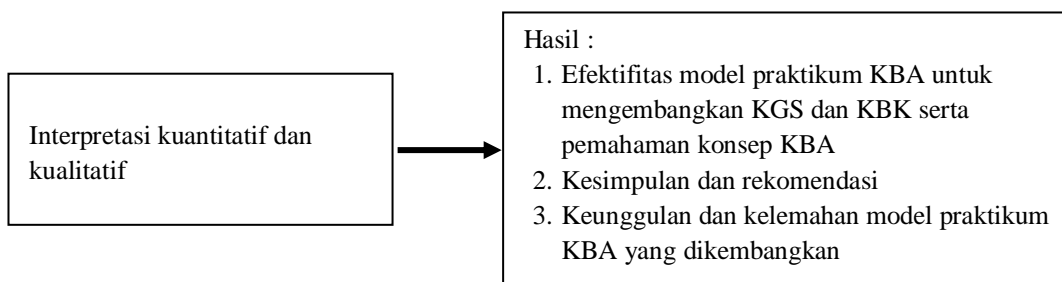 Interpretasi kuantitatif dan
kualitatif
Hasil :
1. Efektifitas model praktikum KBA untuk
mengembangkan KGS dan KBK serta
pemahaman konsep KBA
2. Kesimpulan dan rekomendasi
3. Keunggulan dan kelemahan model praktikum
KBA yang dikembangkan